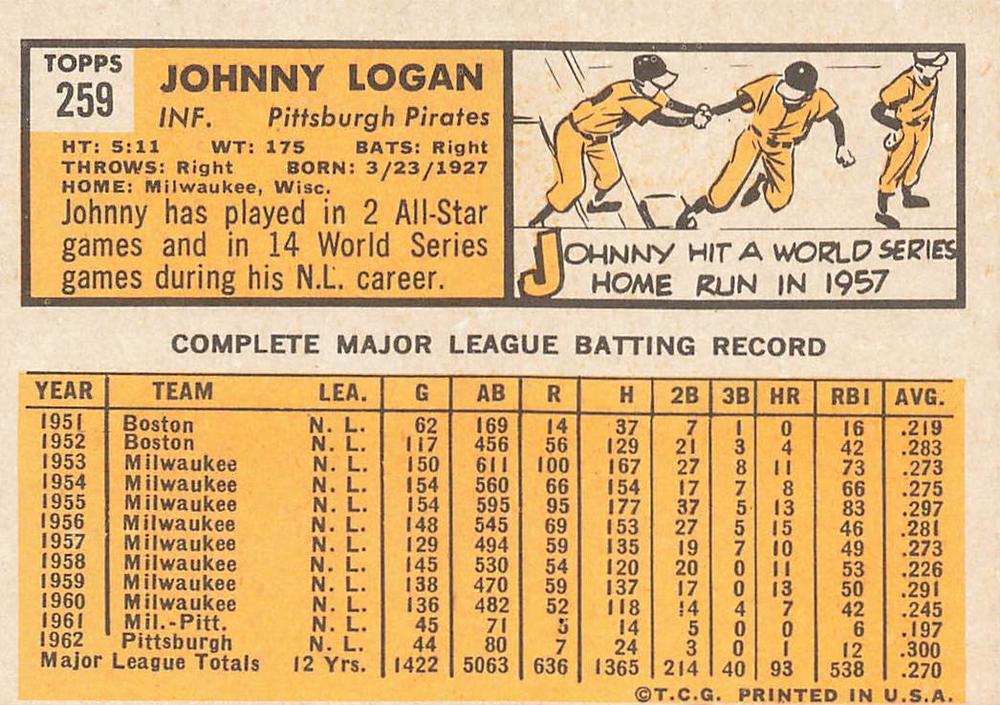 TOPPS
259
JOHNNY LOGAN
INF. Pittsburgh Pirates
HT: 5:11 WT: 175 BATS: Right
THROWS: Right BORN: 3/23/1927
HOME: Milwaukee, Wisc.
Johnny has played in 2 All-Star
games and in 14 World Series
games during his N.L. career.
JOHNNY HIT A WORLD SERIES
HOME RUN IN 1957
COMPLETE MAJOR LEAGUE BATTING RECORD
YEAR TEAM LEA. G AB R H 2B 3B HR RBI AVG.
1951 Boston N. L. 62 169 14 37 7 1 0 16 .219
1952 Boston N. L. 117 456 56 129 21 3 4 42 .283
1953 Milwaukee N. L. 150 611 100 167 27 8 11 73 .273
1954 Milwaukee N. L. 154 560 66 154 17 7 8 66 .275
1955 Milwaukee N. L. 154 595 95 177 37 5 13 83 .297
1956 Milwaukee N. L. 148 545 69 153 27 5 15 46 .281
1957 Milwaukee N. L. 129 494 59 135 19 7 10 49 .273
1958 Milwaukee N. L. 145 530 54 120 20 0 11 53 .226
1959 Milwaukee N. L. 138 470 59 137 17 0 13 50 .291
1960 Milwaukee N. L. 136 482 52 118 14 4 7 42 .245
1961 Mil.-Pitt. N. L. 45 71 5 14 5 0 0 6 .197
1962 Pittsburgh N. L. 44 80 7 24 3 0 1 12 .300
Major League Totals 12 Yrs. 1422 5063 636 1365 214 40 93 538 .270
©T.C.G. PRINTED IN U.S.A.